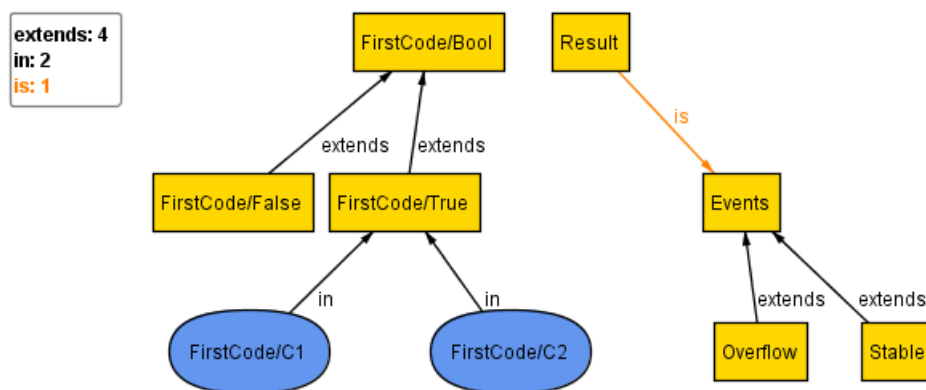 extends: 4
in: 2
is: 1
FirstCode/Bool
Result
extends
extends
is
FirstCode/False
FirstCode/True
Events
in
in
extends
extends
FirstCode/C1
FirstCode/C2
Overflow
Stable